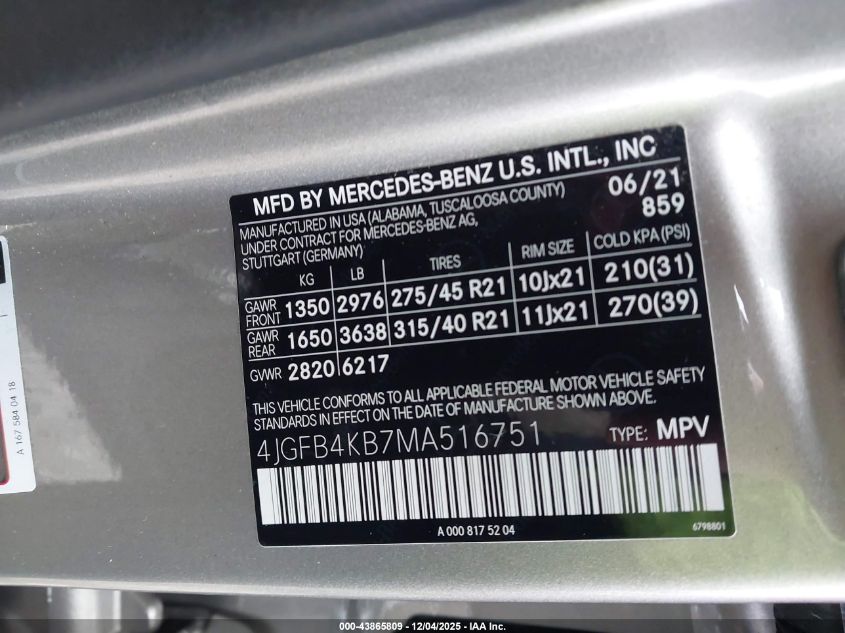 MFD BY MERCEDES-BENZ U.S. INTL., INC
MANUFACTURED IN USA (ALABAMA, TUSCALOOSA COUNTY) 06/21
UNDER CONTRACT FOR MERCEDES-BENZ AG, 859
STUTTGART (GERMANY)
KG LB TIRES RIM SIZE COLD KPA (PSI)
GAWR FRONT 1350 2976 275/45 R21 10Jx21 210(31)
GAWR REAR 1650 3638 315/40 R21 11Jx21 270(39)
GVWR 2820 6217
THIS VEHICLE CONFORMS TO ALL APPLICABLE FEDERAL MOTOR VEHICLE SAFETY
STANDARDS IN EFFECT ON THE DATE OF MANUFACTURE SHOWN ABOVE.
4JGFB4KB7MA516751 TYPE: MPV
A 000 817 52 04 6798801
A 167 584 04 18
000-43865809 - 12/04/2025 - IAA Inc.